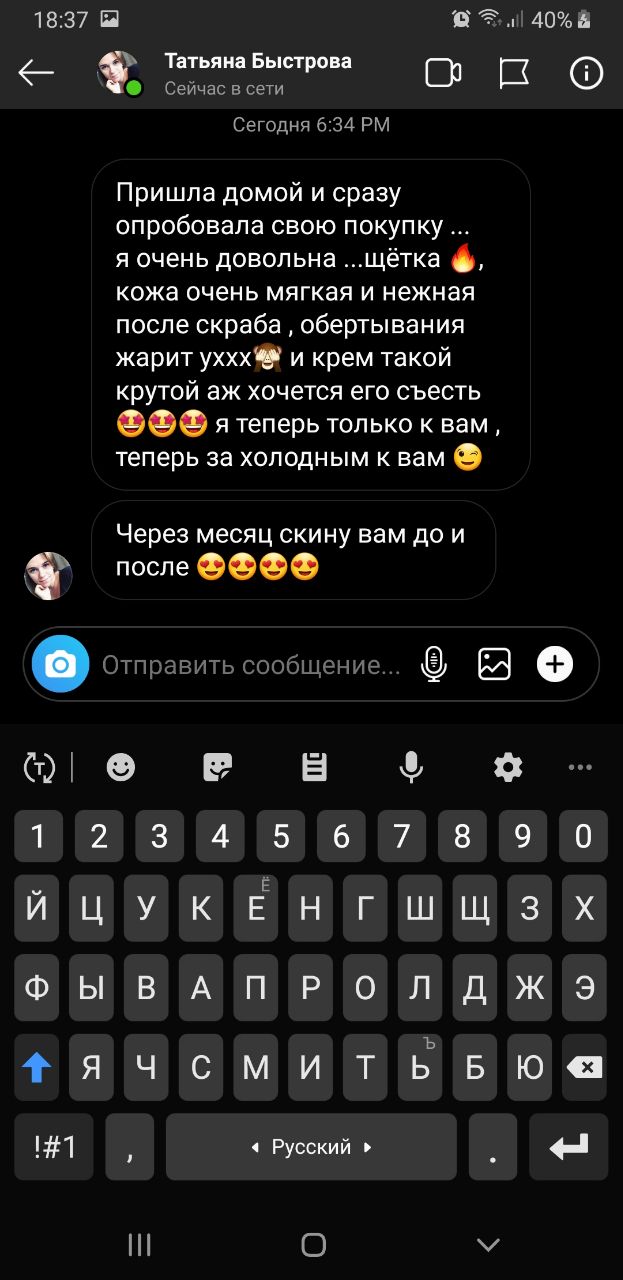 18:37 40%
Татьяна Быстрова
Сейчас в сети
Сегодня 6:34 PM
Пришла домой и сразу
опробовала свою покупку ...
я очень довольна ...щётка 🔥,
кожа очень мягкая и нежная
после скраба , обертывания
жарит уххх🙈 и крем такой
крутой аж хочется его съесть
🤩🤩🤩 я теперь только к вам ,
теперь за холодным к вам 😉
Через месяц скину вам до и
после 😍😍😍😍
Отправить сообщение...
1 2 3 4 5 6 7 8 9 0
Й Ц У К Е Ё Н Г Ш Щ З Х
Ф Ы В А П Р О Л Д Ж Э
Я Ч С М И Т Ь Ъ Б Ю
!#1 , Русский .